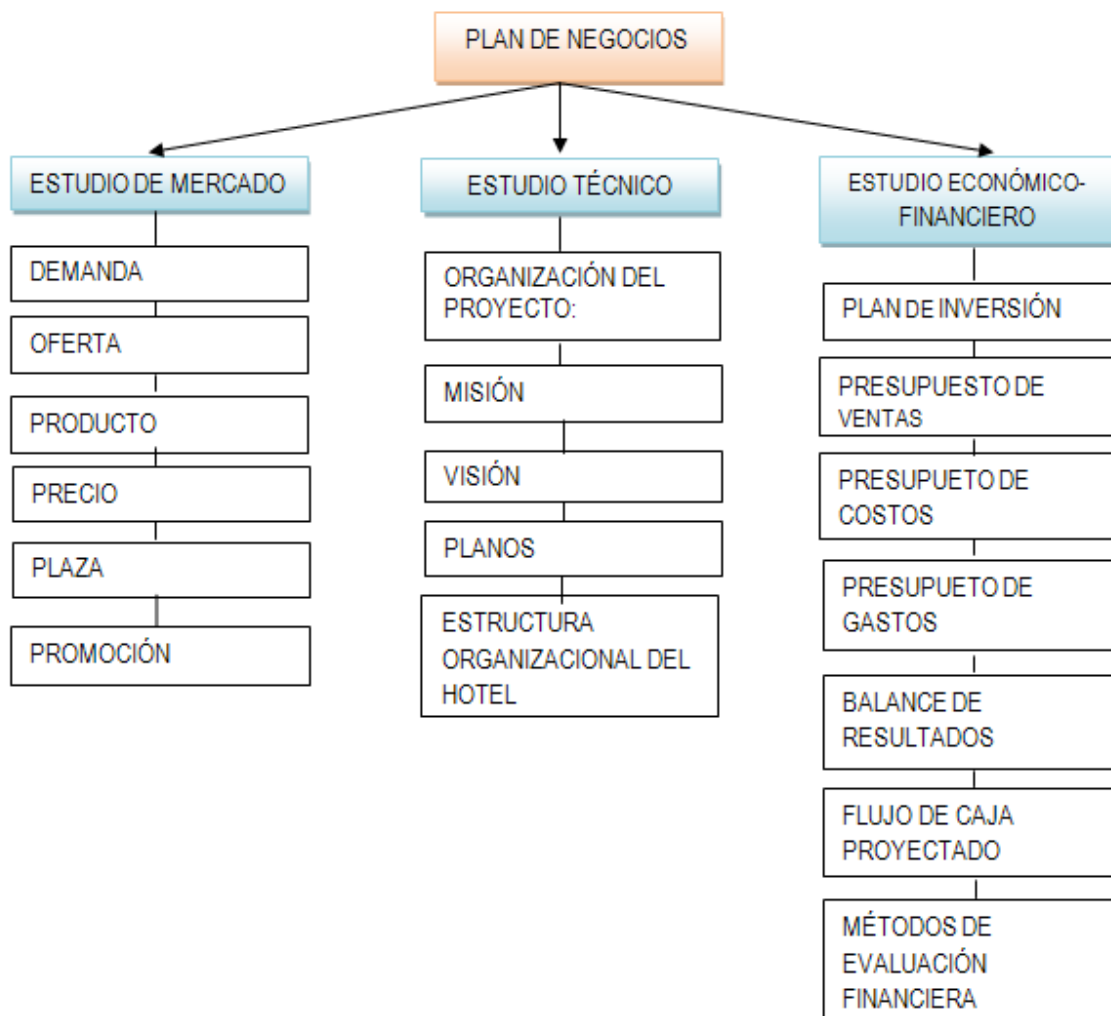 PLAN DE NEGOCIOS
ESTUDIO DE MERCADO
DEMANDA
OFERTA
PRODUCTO
PRECIO
PLAZA
PROMOCIÓN
ESTUDIO TÉCNICO
ORGANIZACIÓN DEL
PROYECTO:
MISIÓN
VISIÓN
PLANOS
ESTRUCTURA
ORGANIZACIONAL DEL
HOTEL
ESTUDIO ECONÓMICO-
FINANCIERO
PLAN DE INVERSIÓN
PRESUPUESTO DE
VENTAS
PRESUPUETO DE
COSTOS
PRESUPUETO DE
GASTOS
BALANCE DE
RESULTADOS
FLUJO DE CAJA
PROYECTADO
MÉTODOS DE
EVALUACIÓN
FINANCIERA